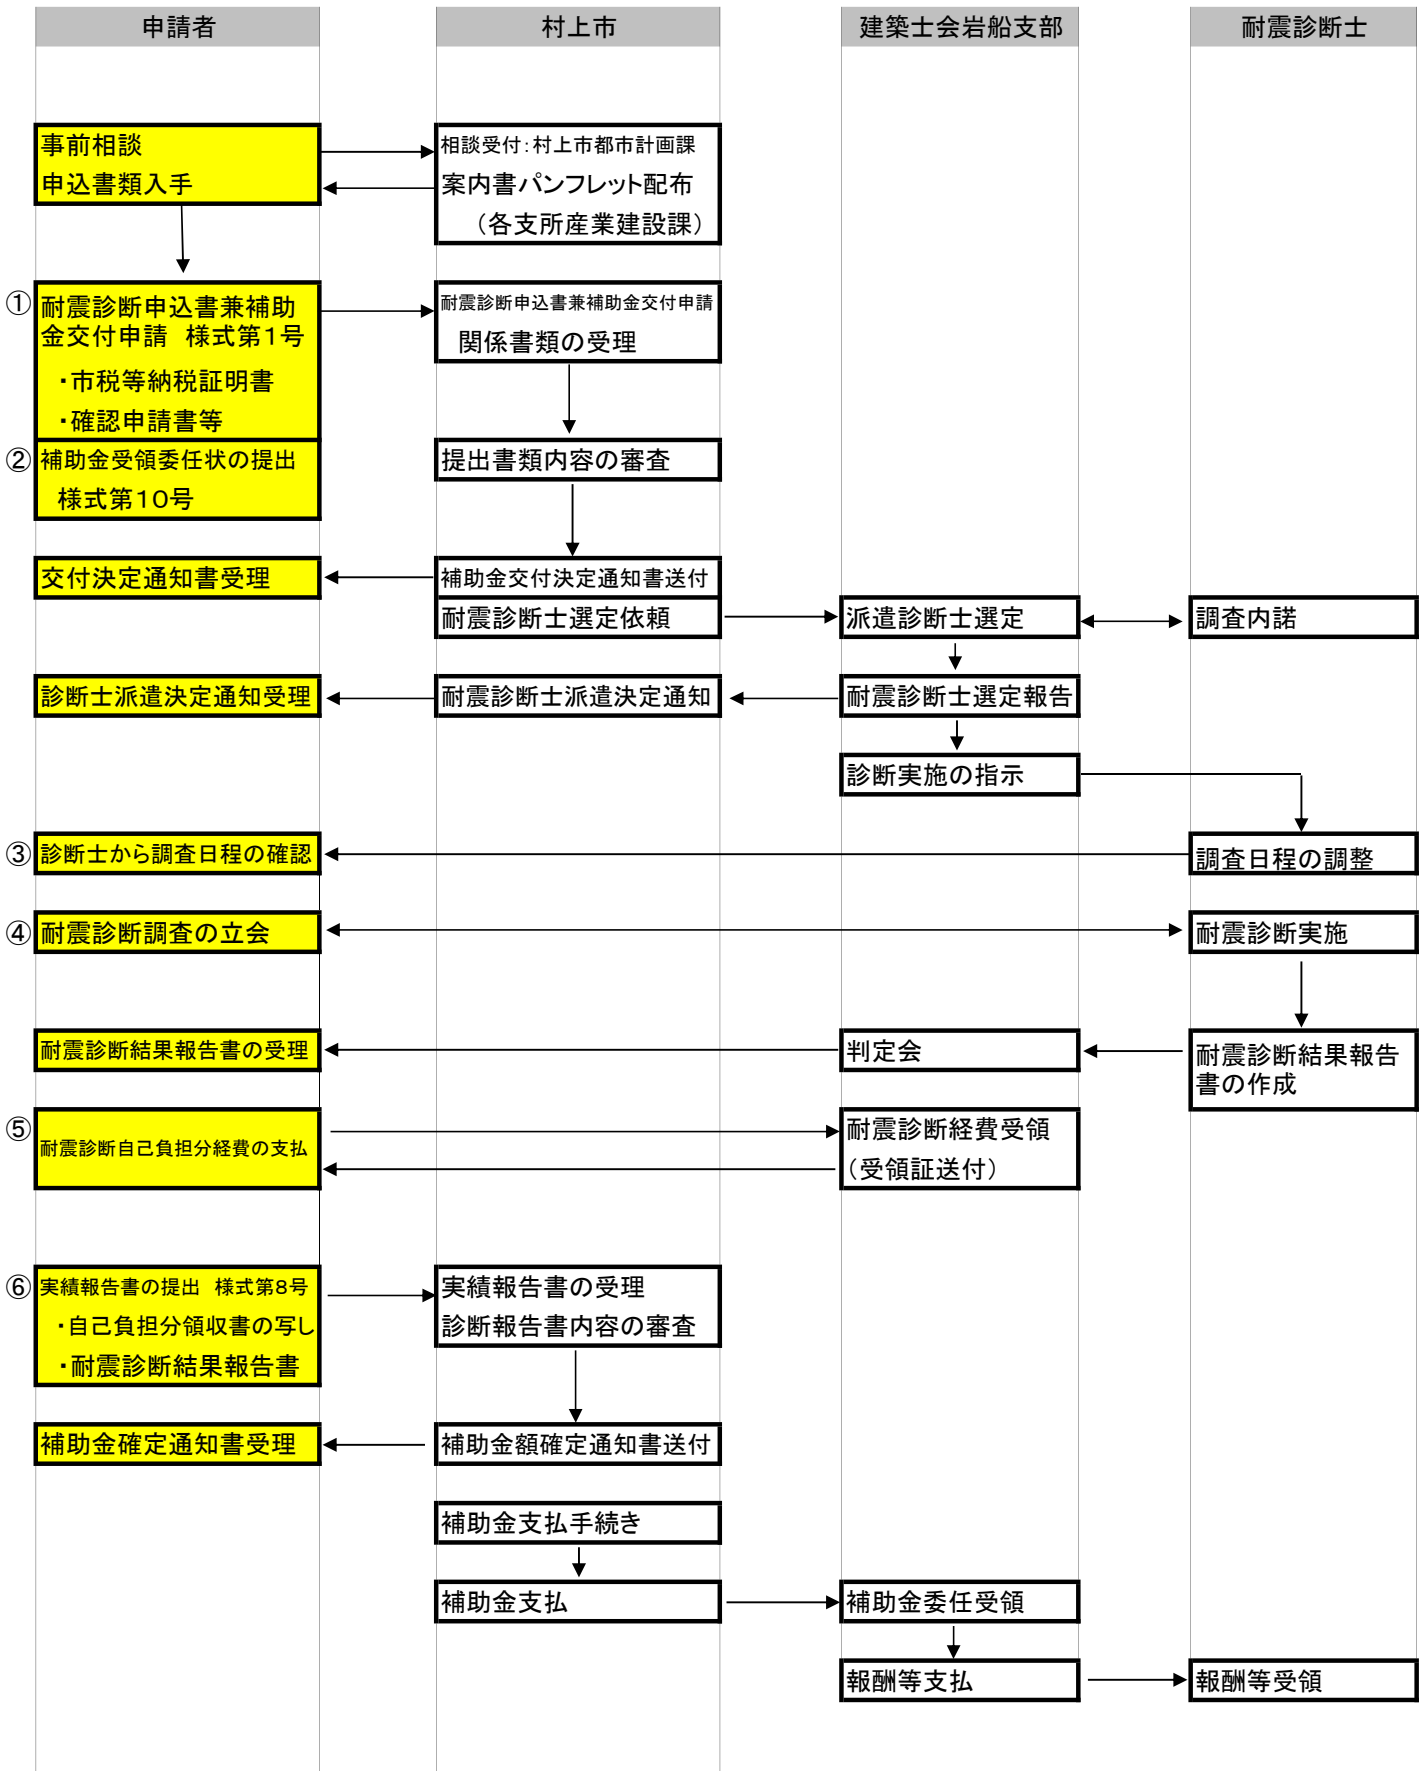 申請者
村上市
建築士会岩船支部
耐震診断士
事前相談
申込書類入手
相談受付：村上市都市計画課
案内書パンフレット配布
（各支所産業建設課）
①
耐震診断申込書兼補助
金交付申請　様式第１号
・市税等納税証明書
・確認申請書等
耐震診断申込書兼補助金交付申請
関係書類の受理
②
補助金受領委任状の提出
様式第１０号
提出書類内容の審査
交付決定通知書受理
補助金交付決定通知書送付
耐震診断士選定依頼
派遣診断士選定
調査内諾
診断士派遣決定通知受理
耐震診断士派遣決定通知
耐震診断士選定報告
診断実施の指示
③
診断士から調査日程の確認
調査日程の調整
④
耐震診断調査の立会
耐震診断実施
耐震診断結果報告書の受理
判定会
耐震診断結果報告
書の作成
⑤
耐震診断自己負担分経費の支払
耐震診断経費受領
（受領証送付）
⑥
実績報告書の提出　様式第８号
・自己負担分領収書の写し
・耐震診断結果報告書
実績報告書の受理
診断報告書内容の審査
補助金確定通知書受理
補助金額確定通知書送付
補助金支払手続き
補助金支払
補助金委任受領
報酬等支払
報酬等受領